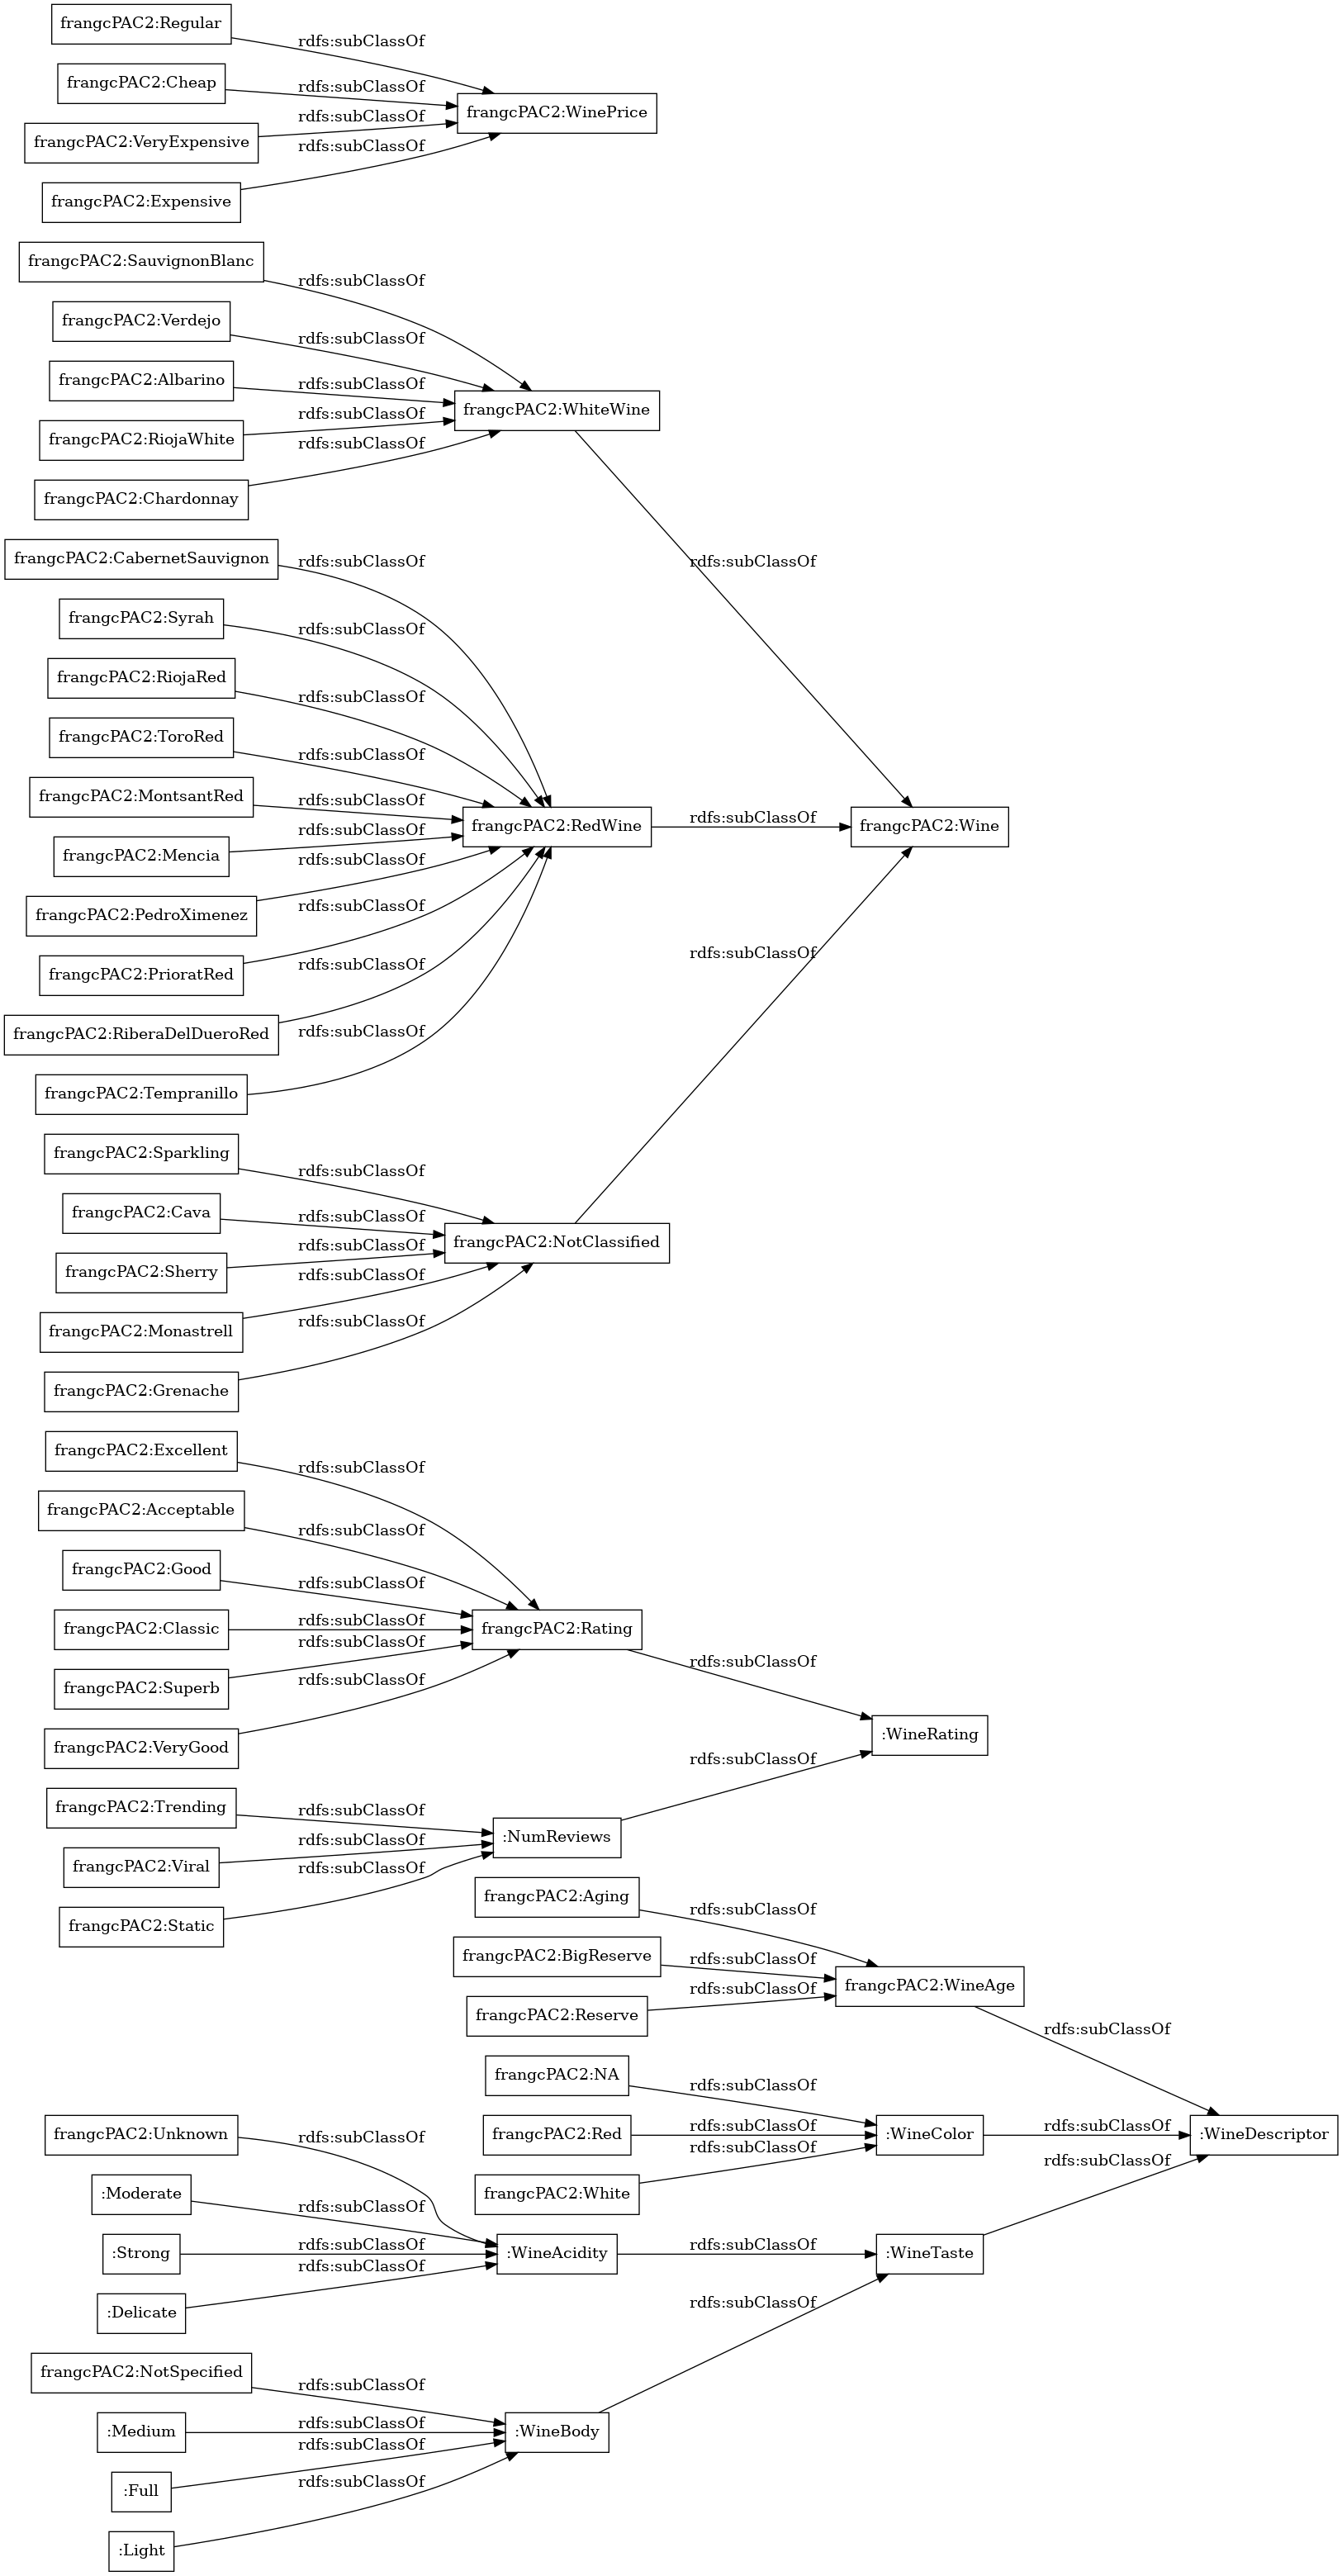 frangcPAC2:Regular
rdfs:subClassOf
frangcPAC2:Cheap
rdfs:subClassOf
frangcPAC2:WinePrice
rdfs:subClassOf
frangcPAC2:VeryExpensive
rdfs:subClassOf
frangcPAC2:Expensive
frangcPAC2:SauvignonBlanc
rdfs:subClassOf
frangcPAC2:Verdejo
rdfs:subClassOf
frangcPAC2:Albarino
rdfs:subClassOf
frangcPAC2:WhiteWine
rdfs:subClassOf
frangcPAC2:RiojaWhite
rdfs:subClassOf
frangcPAC2:Chardonnay
frangcPAC2:CabernetSauvignon
rdfs:subClassOf
rdfs:subClassOf
frangcPAC2:Syrah
rdfs:subClassOf
frangcPAC2:RiojaRed
rdfs:subClassOf
frangcPAC2:ToroRed
rdfs:subClassOf
frangcPAC2:MontsantRed
rdfs:subClassOf
frangcPAC2:RedWine
rdfs:subClassOf
frangcPAC2:Wine
rdfs:subClassOf
frangcPAC2:Mencia
rdfs:subClassOf
frangcPAC2:PedroXimenez
rdfs:subClassOf
rdfs:subClassOf
frangcPAC2:PrioratRed
rdfs:subClassOf
frangcPAC2:RiberaDelDueroRed
rdfs:subClassOf
frangcPAC2:Tempranillo
frangcPAC2:Sparkling
rdfs:subClassOf
frangcPAC2:Cava
rdfs:subClassOf
frangcPAC2:NotClassified
rdfs:subClassOf
frangcPAC2:Sherry
rdfs:subClassOf
frangcPAC2:Monastrell
rdfs:subClassOf
frangcPAC2:Grenache
frangcPAC2:Excellent
rdfs:subClassOf
frangcPAC2:Acceptable
rdfs:subClassOf
frangcPAC2:Good
rdfs:subClassOf
frangcPAC2:Classic
rdfs:subClassOf
frangcPAC2:Rating
rdfs:subClassOf
rdfs:subClassOf
frangcPAC2:Superb
rdfs:subClassOf
frangcPAC2:VeryGood
:WineRating
rdfs:subClassOf
frangcPAC2:Trending
rdfs:subClassOf
:NumReviews
rdfs:subClassOf
frangcPAC2:Viral
rdfs:subClassOf
frangcPAC2:Static
frangcPAC2:Aging
rdfs:subClassOf
frangcPAC2:BigReserve
rdfs:subClassOf
frangcPAC2:WineAge
rdfs:subClassOf
frangcPAC2:Reserve
rdfs:subClassOf
frangcPAC2:NA
rdfs:subClassOf
frangcPAC2:Unknown
rdfs:subClassOf
frangcPAC2:Red
rdfs:subClassOf
:WineColor
rdfs:subClassOf
:WineDescriptor
rdfs:subClassOf
rdfs:subClassOf
frangcPAC2:White
:Moderate
rdfs:subClassOf
:Strong
rdfs:subClassOf
:WineAcidity
rdfs:subClassOf
:WineTaste
rdfs:subClassOf
:Delicate
rdfs:subClassOf
frangcPAC2:NotSpecified
rdfs:subClassOf
:Medium
rdfs:subClassOf
:WineBody
rdfs:subClassOf
:Full
rdfs:subClassOf
:Light